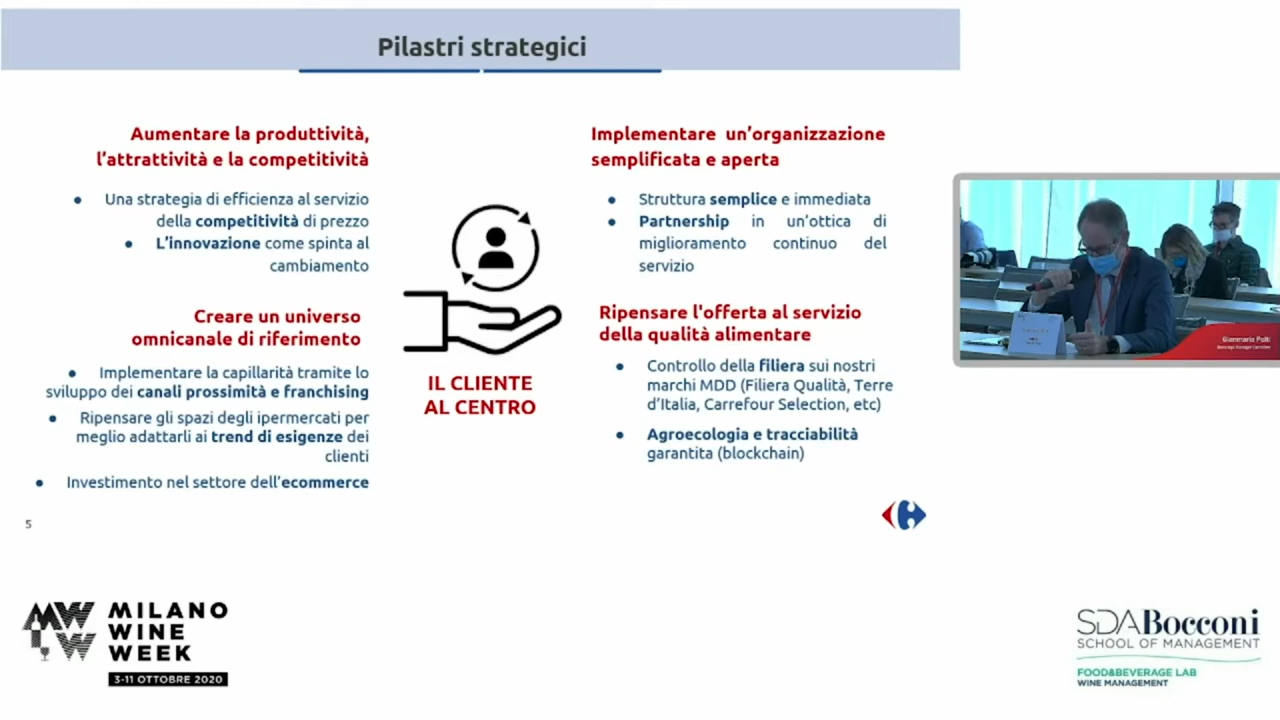 Pilastri strategici
Aumentare la produttività,
l'attrattività e la competitività
● Una strategia di efficienza al servizio
della competitività di prezzo
● L'innovazione come spinta al
cambiamento
Creare un universo
omnicanale di riferimento
● Implementare la capillarità tramite lo
sviluppo dei canali prossimità e franchising
● Ripensare gli spazi degli ipermercati per
meglio adattarli ai trend di esigenze dei
clienti
● Investimento nel settore dell'ecommerce
IL CLIENTE
AL CENTRO
Implementare un'organizzazione
semplificata e aperta
● Struttura semplice e immediata
● Partnership in un'ottica di
miglioramento continuo del
servizio
Ripensare l'offerta al servizio
della qualità alimentare
● Controllo della filiera sui nostri
marchi MDD (Filiera Qualità, Terre
d'Italia, Carrefour Selection, etc)
● Agroecologia e tracciabilità
garantita (blockchain)
5
Gianmaria Polti
MILANO
WINE
WEEK
3-11 OTTOBRE 2020
SDA Bocconi
SCHOOL OF MANAGEMENT
FOOD&BEVERAGE LAB
WINE MANAGEMENT